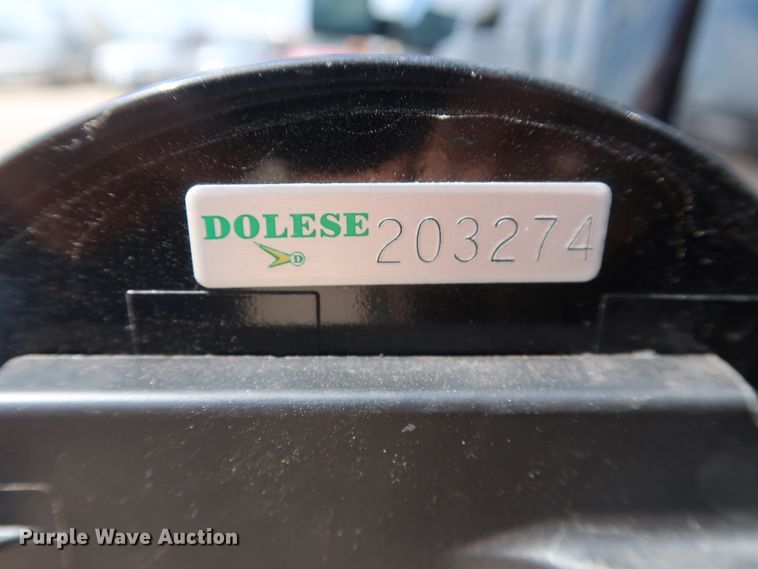 DOLESE 203274
D
Purple Wave Auction